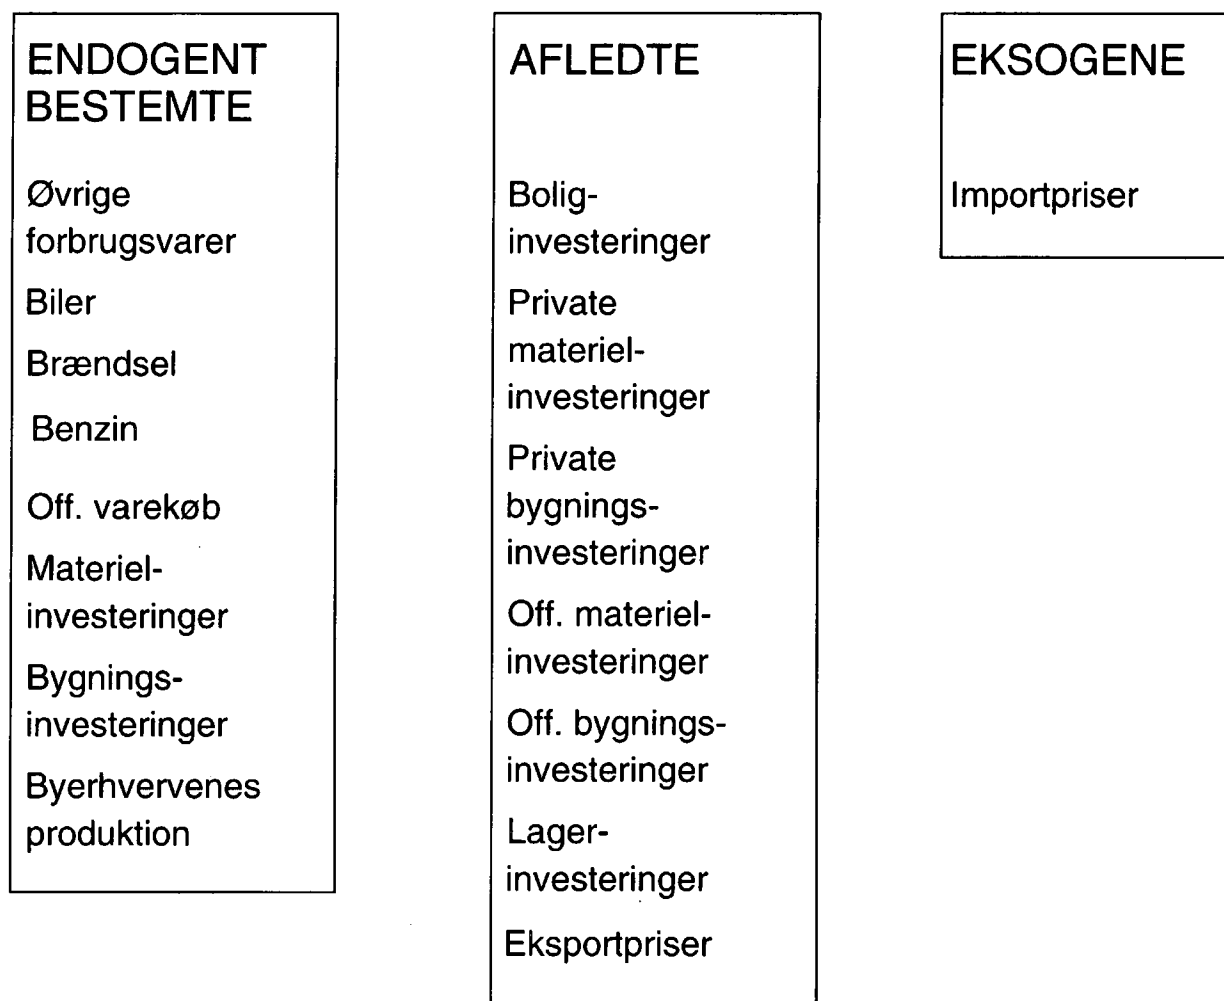 ENDOGENT
BESTEMTE
Øvrige
forbrugsvarer
Biler
Brændsel
Benzin
Off. varekøb
Materiel-
investeringer
Bygnings-
investeringer
Byerhvervenes
produktion
AFLEDTE
Bolig-
investeringer
Private
materiel-
investeringer
Private
bygnings-
investeringer
Off. materiel-
investeringer
Off. bygnings-
investeringer
Lager-
investeringer
Eksportpriser
EKSOGENE
Importpriser